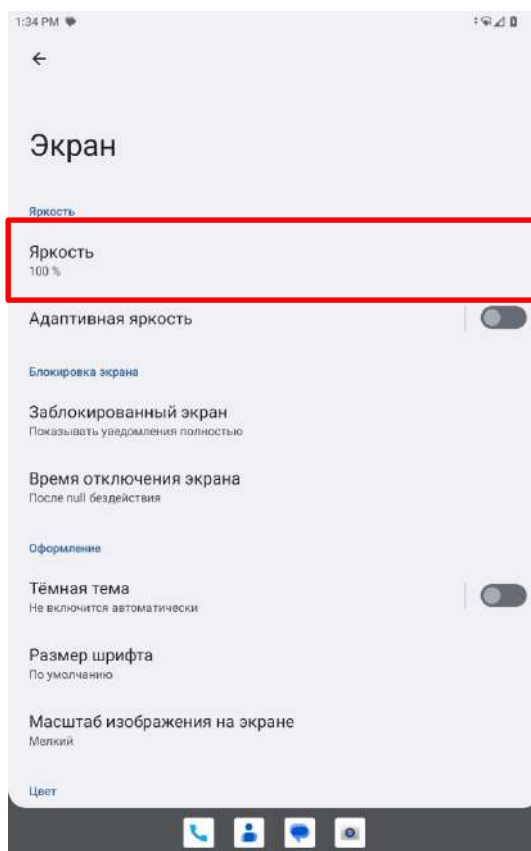 1:34 PM
Экран
Яркость
Яркость
100 %
Адаптивная яркость
Блокировка экрана
Заблокированный экран
Показывать уведомления полностью
Время отключения экрана
После null бездействия
Оформление
Тёмная тема
Не включится автоматически
Размер шрифта
По умолчанию
Масштаб изображения на экране
Мелкий
Цвет